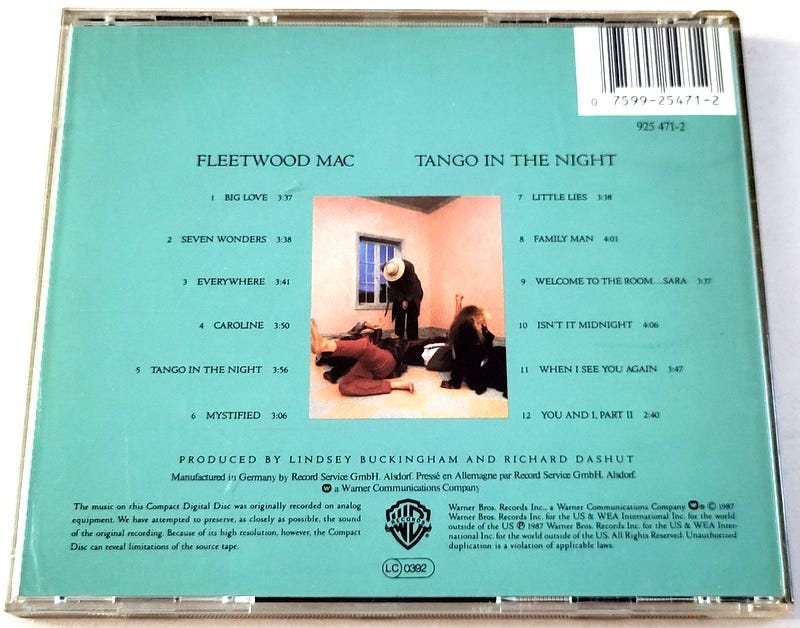 0 7599-25471-2
925 471-2
FLEETWOOD MAC TANGO IN THE NIGHT
1 BIG LOVE 3:37
2 SEVEN WONDERS 3:38
3 EVERYWHERE 3:41
4 CAROLINE 3:50
5 TANGO IN THE NIGHT 3:56
6 MYSTIFIED 3:06
7 LITTLE LIES 3:38
8 FAMILY MAN 4:01
9 WELCOME TO THE ROOM...SARA 3:37
10 ISN'T IT MIDNIGHT 4:06
11 WHEN I SEE YOU AGAIN 3:47
12 YOU AND I, PART II 2:40
PRODUCED BY LINDSEY BUCKINGHAM AND RICHARD DASHUT
Manufactured in Germany by Record Service GmbH. Alsdorf. Pressé en Allemagne par Record Service GmbH. Alsdorf.
W a Warner Communications Company
The music on this Compact Digital Disc was originally recorded on analog
equipment. We have attempted to preserve, as closely as possible, the sound
of the original recording. Because of its high resolution, however, the Compact
Disc can reveal limitations of the source tape.
WB RECORDS ®
LC 0392
Warner Bros. Records Inc., a Warner Communications Company W ® © 1987
Warner Bros. Records Inc. for the US & WEA International Inc. for the world
outside of the US ℗ 1987 Warner Bros. Records Inc. for the US & WEA Inter-
national Inc. for the world outside of the US. All Rights Reserved. Unauthorized
duplication is a violation of applicable laws.